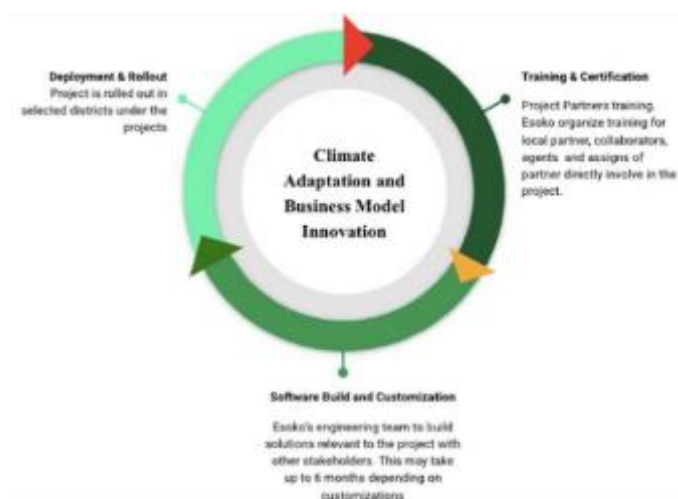 Deployment & Rollout
Project is rolled out in
selected districts under the
projects
Training & Certification
Project Partners training.
Esoko organize training for
local partner, collaborators,
agents and assigns of
partner directly involve in the
project.
Climate
Adaptation and
Business Model
Innovation
Software Build and Customization
Esoko's engineering team to build
solutions relevant to the project with
other stakeholders. This may take
up to 6 months depending on
customizations